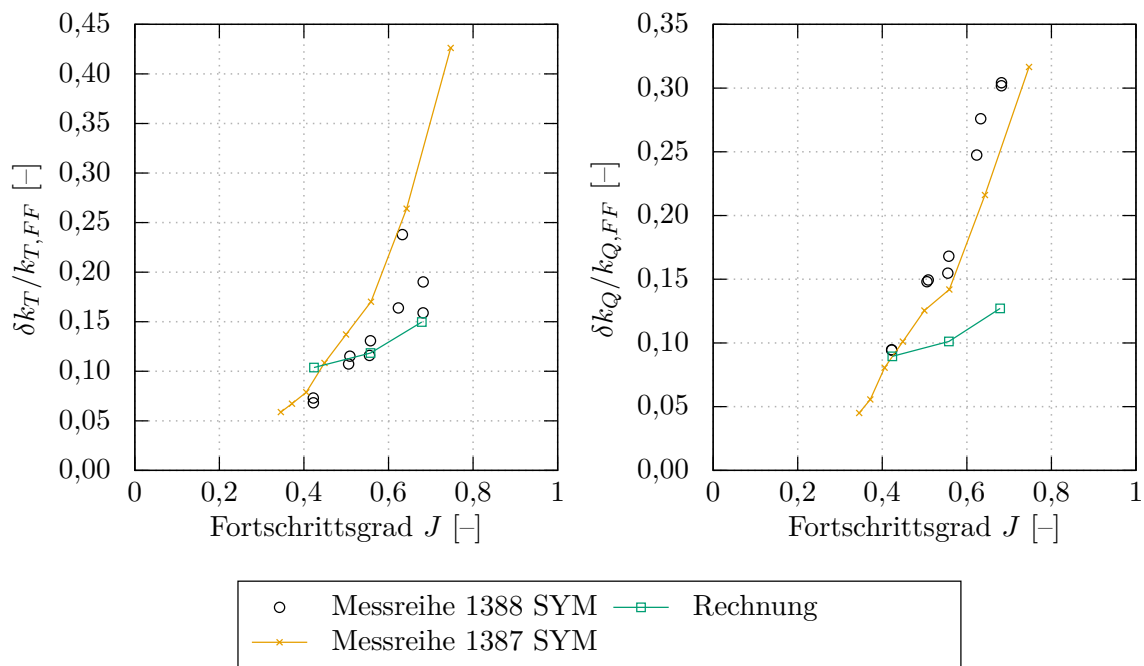 0,45
0,40
0,35
0,30
0,25
0,20
0,15
0,10
0,05
0,00
0 0,2 0,4 0,6 0,8 1
δk_T/k_{T,FF} [–]
Fortschrittsgrad J [–]
0,35
0,30
0,25
0,20
0,15
0,10
0,05
0,00
0 0,2 0,4 0,6 0,8 1
δk_Q/k_{Q,FF} [–]
Fortschrittsgrad J [–]
Messreihe 1388 SYM
Messreihe 1387 SYM
Rechnung